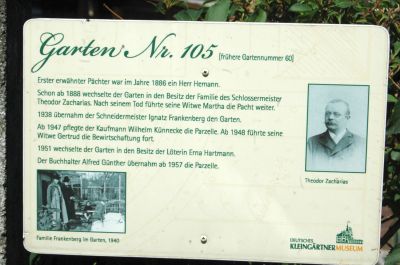 Garten Nr. 105 [frühere Gartennummer 60]
Erster erwähnter Pächter war im Jahre 1886 ein Herr Hemann.
Schon ab 1888 wechselte der Garten in den Besitz der Familie des Schlossermeister
Theodor Zacharias. Nach seinem Tod führte seine Witwe Martha die Pacht weiter.
1938 übernahm der Schneidermeister Ignatz Frankenberg den Garten.
Ab 1947 pflegte der Kaufmann Wilhelm Künnecke die Parzelle. Ab 1948 führte seine
Witwe Gertrud die Bewirtschaftung fort.
1951 wechselte der Garten in den Besitz der Löterin Erna Hartmann.
Der Buchhalter Alfred Günther übernahm ab 1957 die Parzelle.
Theodor Zacharias
Familie Frankenberg im Garten, 1940
DEUTSCHES
KLEINGÄRTNERMUSEUM